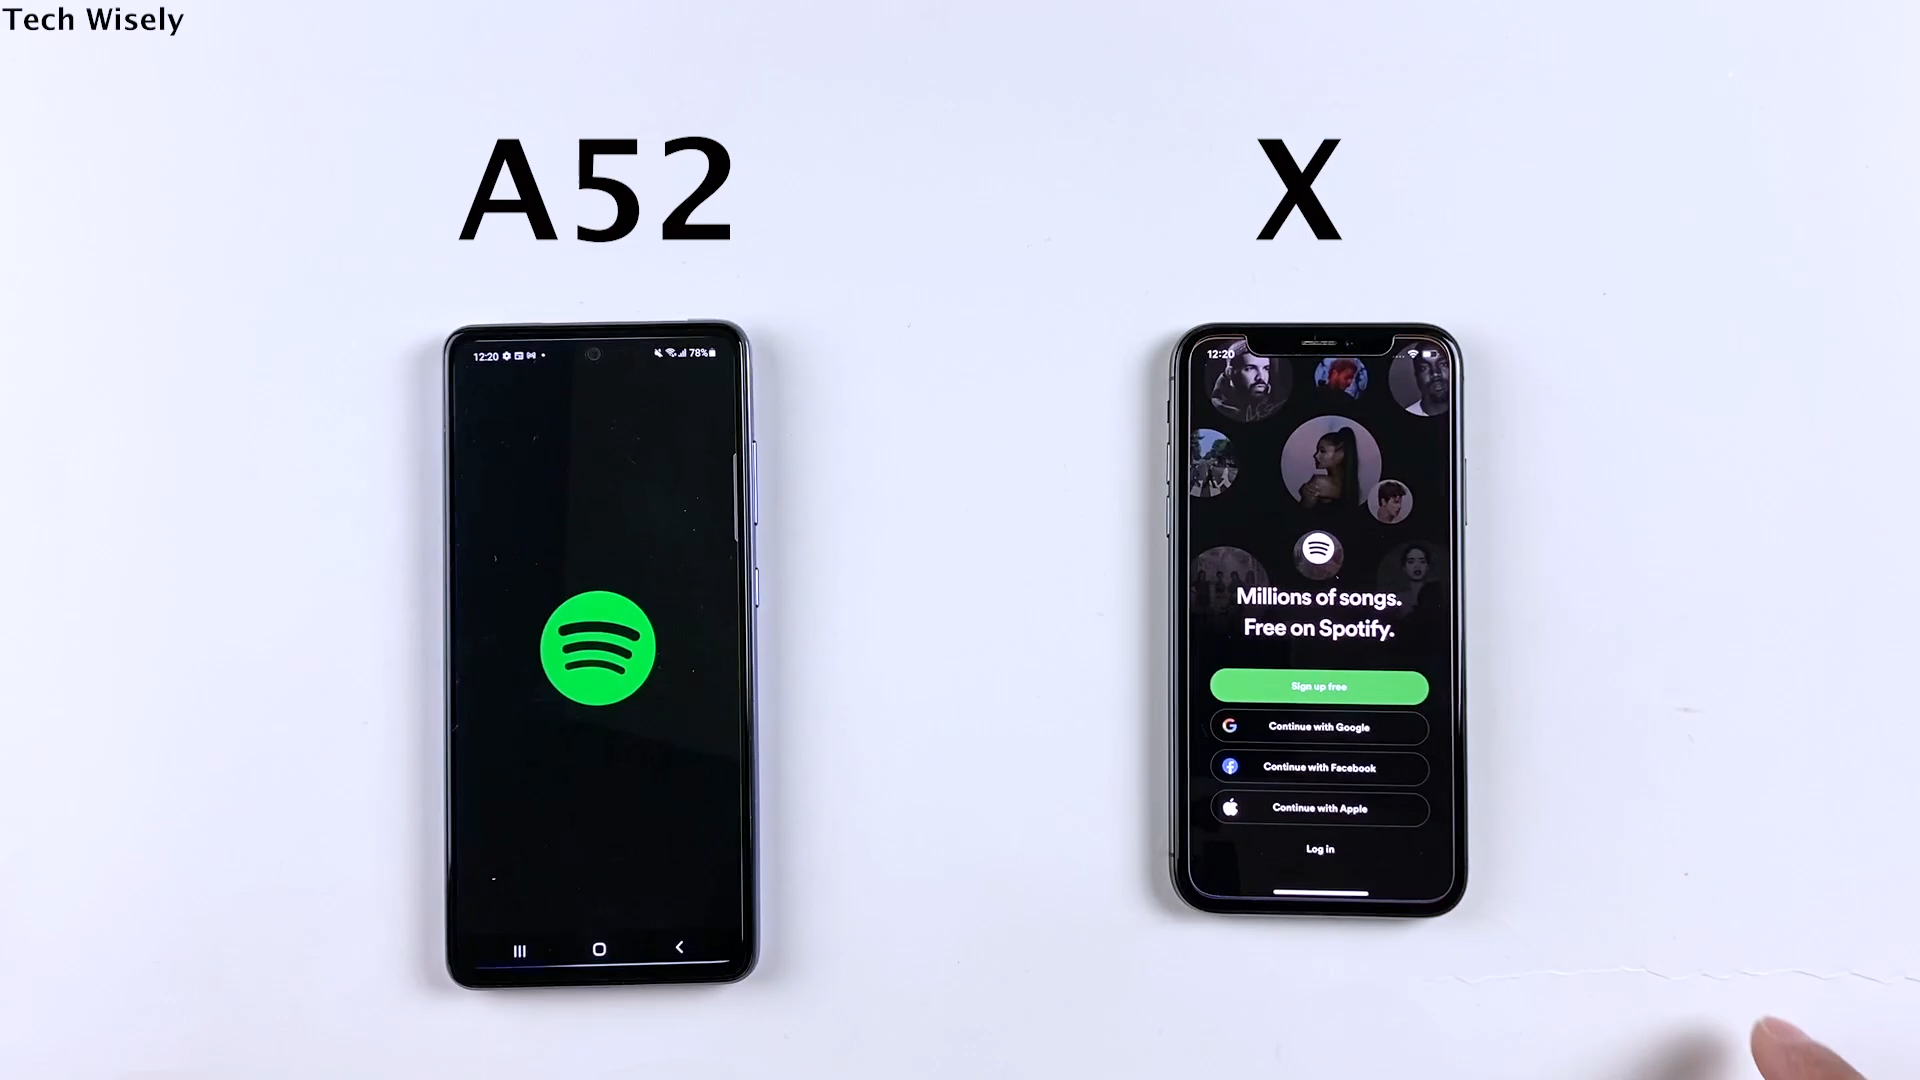 Tech Wisely
A52
X
12:20
78%
12:20
Millions of songs.
Free on Spotify.
Sign up free
Continue with Google
Continue with Facebook
Continue with Apple
Log in